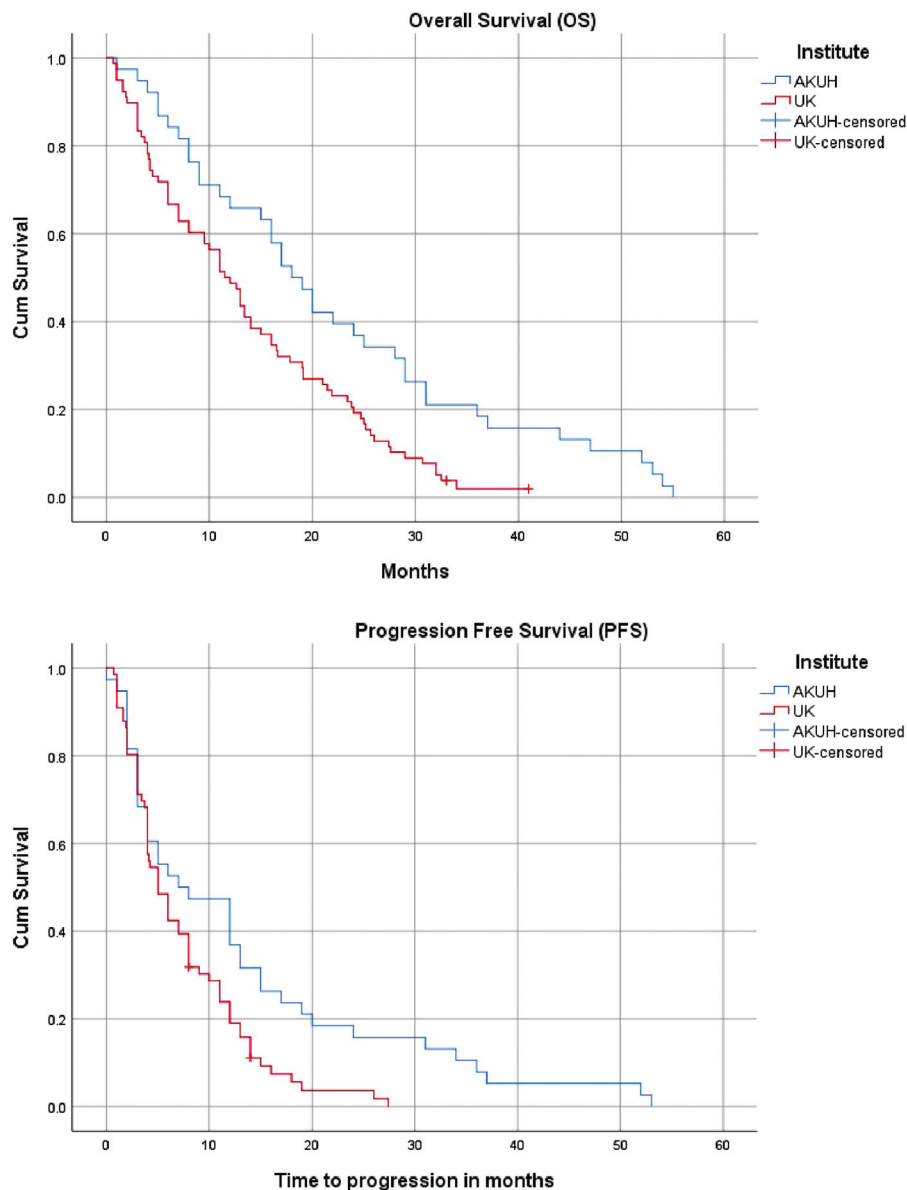 Overall Survival (OS)
Institute
AKUH
UK
AKUH-censored
UK-censored
1.0
0.8
0.6
0.4
0.2
0.0
Cum Survival
0 10 20 30 40 50 60
Months
Progression Free Survival (PFS)
Institute
AKUH
UK
AKUH-censored
UK-censored
1.0
0.8
0.6
0.4
0.2
0.0
Cum Survival
0 10 20 30 40 50 60
Time to progression in months